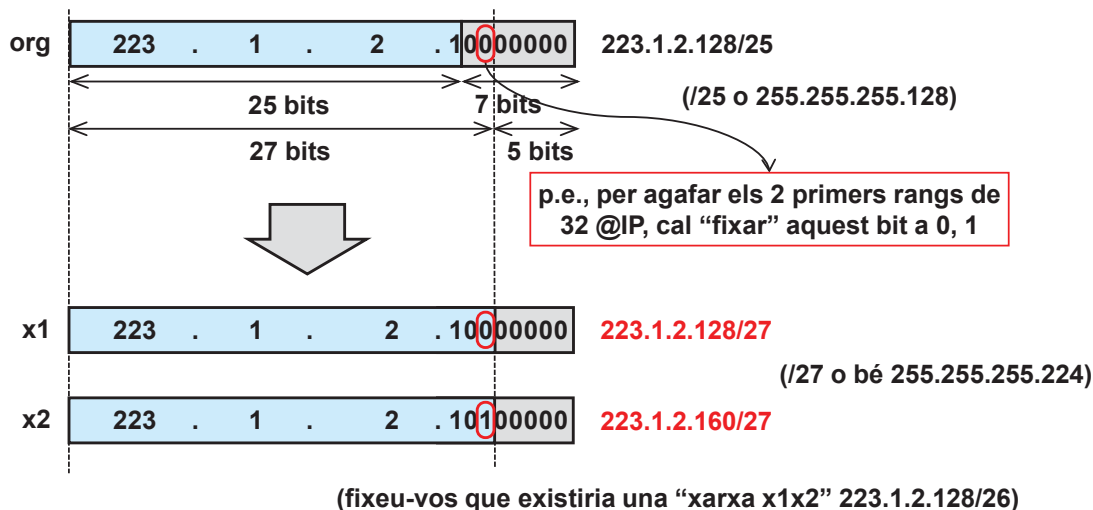 org 223 . 1 . 2 .10000000 223.1.2.128/25
25 bits 7 bits (/25 o 255.255.255.128)
27 bits 5 bits
p.e., per agafar els 2 primers rangs de
32 @IP, cal “fixar” aquest bit a 0, 1
x1 223 . 1 . 2 .10000000 223.1.2.128/27
(/27 o bé 255.255.255.224)
x2 223 . 1 . 2 .10100000 223.1.2.160/27
(fixeu-vos que existiria una “xarxa x1x2” 223.1.2.128/26)